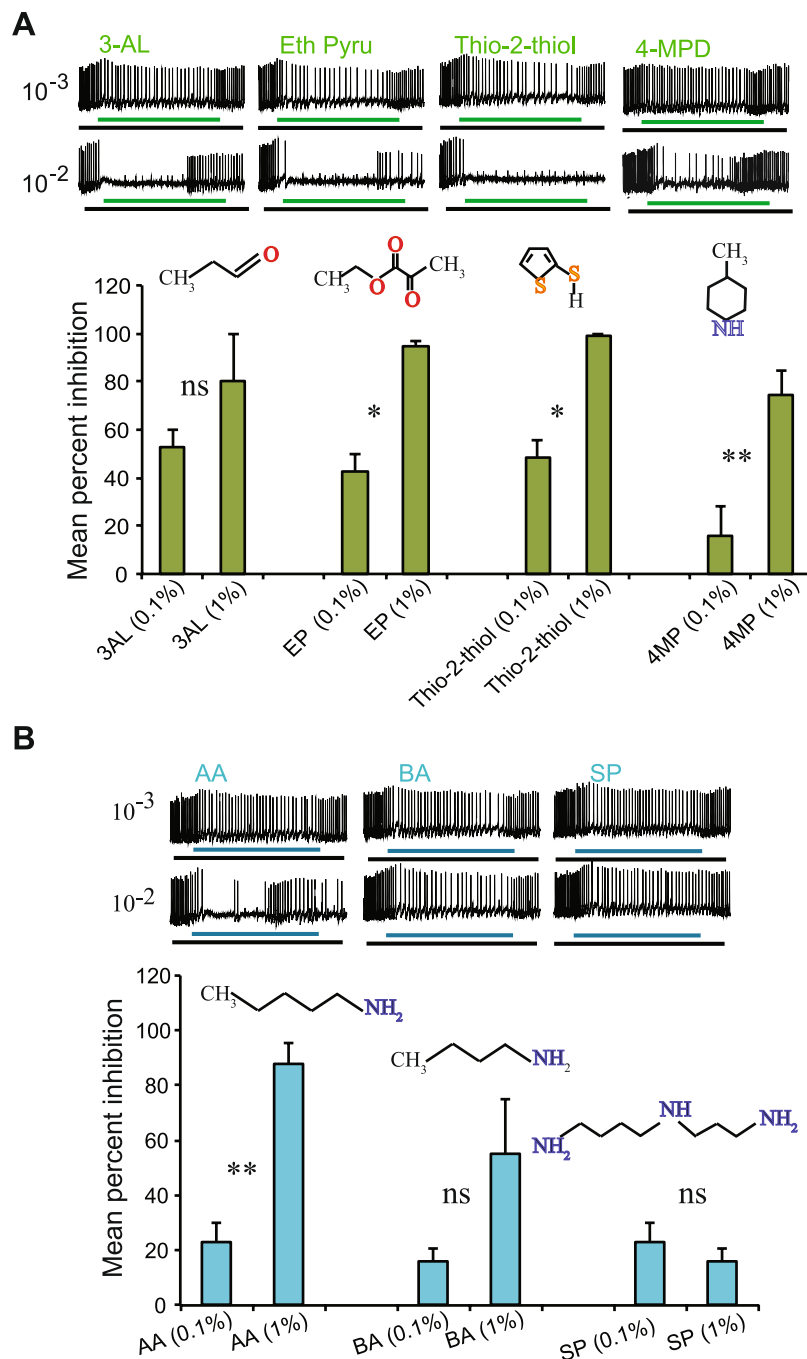 A
3-AL Eth Pyru Thio-2-thiol 4-MPD
10-3
10-2
CH3 O
O O O CH3 CH3
S S H
CH3 NH
Mean percent inhibition
120
100
80
60
40
20
0
ns * * **
3AL (0.1%) 3AL (1%) EP (0.1%) EP (1%) Thio-2-thiol (0.1%) Thio-2-thiol (1%) 4MP (0.1%) 4MP (1%)
B
AA BA SP
10-3
10-2
Mean percent inhibition
120
100
80
60
40
20
0
CH3 NH2
CH3 NH2
NH2 NH NH2
** ns ns
AA (0.1%) AA (1%) BA (0.1%) BA (1%) SP (0.1%) SP (1%)